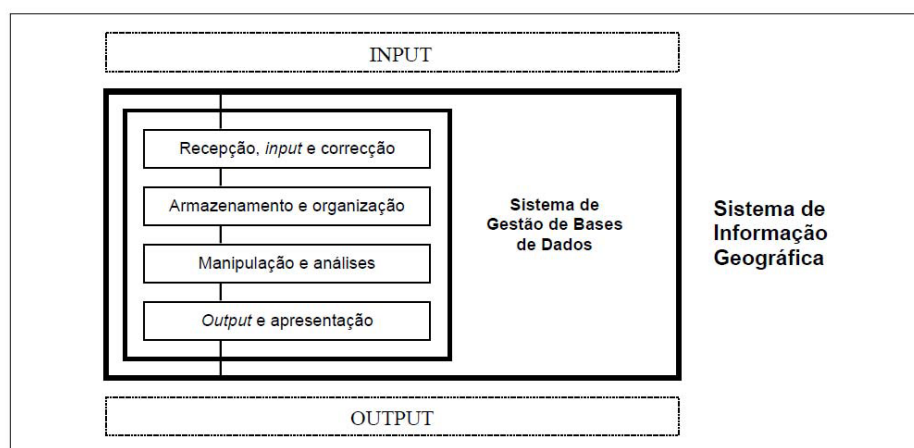 INPUT
Recepção, input e correcção
Armazenamento e organização
Manipulação e análises
Output e apresentação
Sistema de
Gestão de Bases
de Dados
Sistema de
Informação
Geográfica
OUTPUT